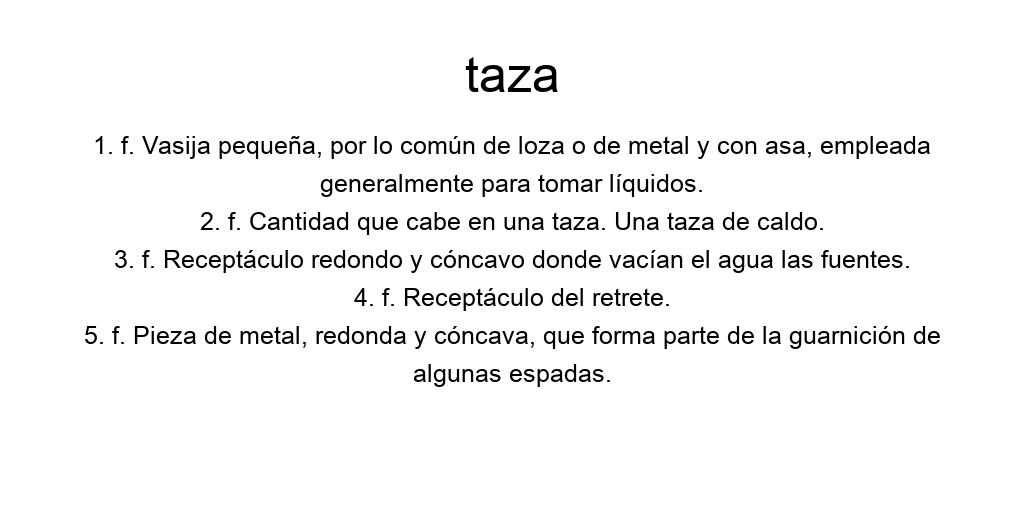 taza
1. f. Vasija pequeña, por lo común de loza o de metal y con asa, empleada
generalmente para tomar líquidos.
2. f. Cantidad que cabe en una taza. Una taza de caldo.
3. f. Receptáculo redondo y cóncavo donde vacían el agua las fuentes.
4. f. Receptáculo del retrete.
5. f. Pieza de metal, redonda y cóncava, que forma parte de la guarnición de
algunas espadas.